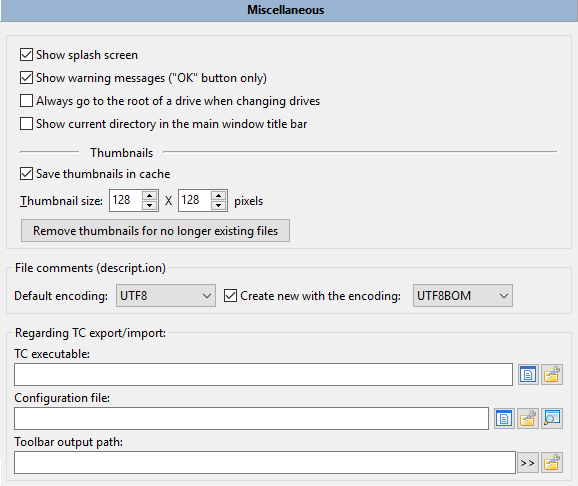 Miscellaneous
Show splash screen
Show warning messages ("OK" button only)
Always go to the root of a drive when changing drives
Show current directory in the main window title bar
Thumbnails
Save thumbnails in cache
Thumbnail size: 128 X 128 pixels
Remove thumbnails for no longer existing files
File comments (descript.ion)
Default encoding: UTF8 Create new with the encoding: UTF8BOM
Regarding TC export/import:
TC executable:
Configuration file:
Toolbar output path:
>>